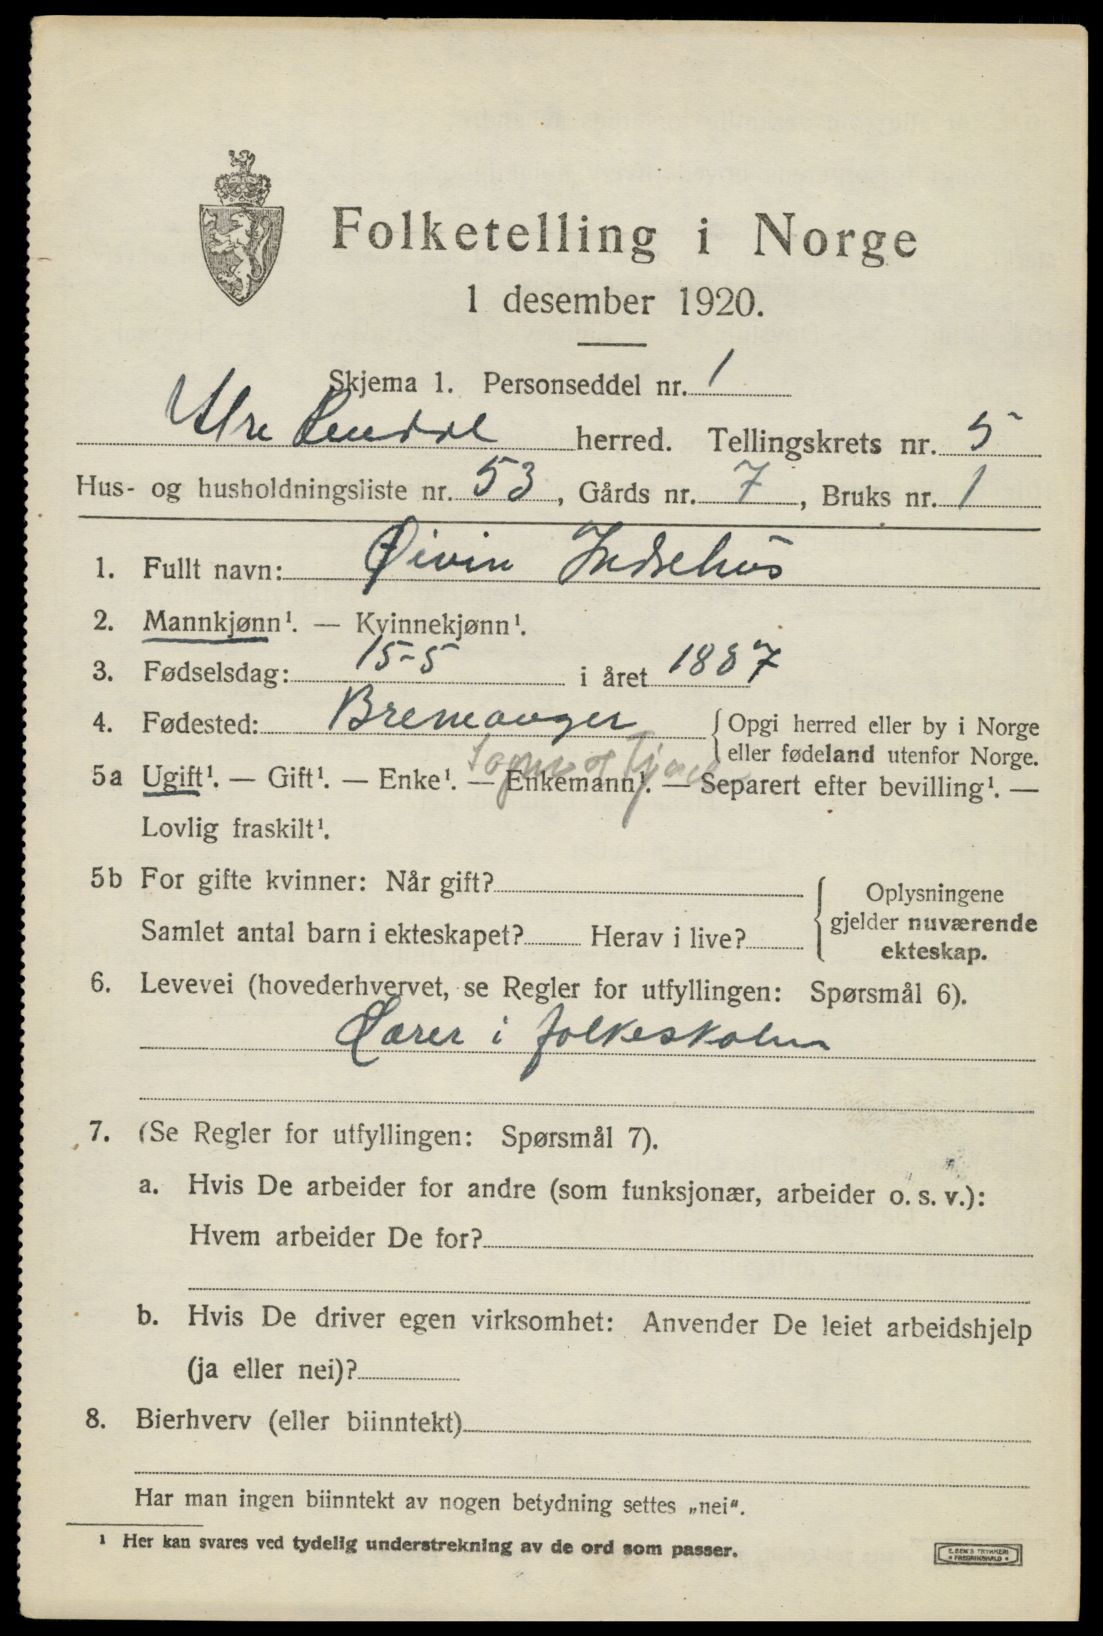 Folketelling i Norge
1 desember 1920.
Skjema 1. Personseddel nr. 1
Ytre Rendal herred. Tellingskrets nr. 5
Hus- og husholdningsliste nr. 53, Gårds nr. 7, Bruks nr. 1
1. Fullt navn: Øivin Indrehus
2. Mannkjønn¹. — Kvinnekjønn¹.
3. Fødselsdag: 15-5 i året 1887
4. Fødested: Bremanger {Opgi herred eller by i Norge
eller fødeland utenfor Norge.
Sogn og Fjordane
5a Ugift¹. — Gift¹. — Enke¹. — Enkemann¹. — Separert efter bevilling¹. —
Lovlig fraskilt¹.
5b For gifte kvinner: Når gift?
Samlet antal barn i ekteskapet? Herav i live?
{Oplysningene
gjelder nuværende
ekteskap.
6. Levevei (hovederhvervet, se Regler for utfyllingen: Spørsmål 6).
Lærer i folkeskolen
7. (Se Regler for utfyllingen: Spørsmål 7).
a. Hvis De arbeider for andre (som funksjonær, arbeider o. s. v.):
Hvem arbeider De for?
b. Hvis De driver egen virksomhet: Anvender De leiet arbeidshjelp
(ja eller nei)?
8. Bierhverv (eller biinntekt)
Har man ingen biinntekt av nogen betydning settes „nei".
¹ Her kan svares ved tydelig understrekning av de ord som passer.
E. SEM'S TRYKKERI
• FREDRIKSHALD •